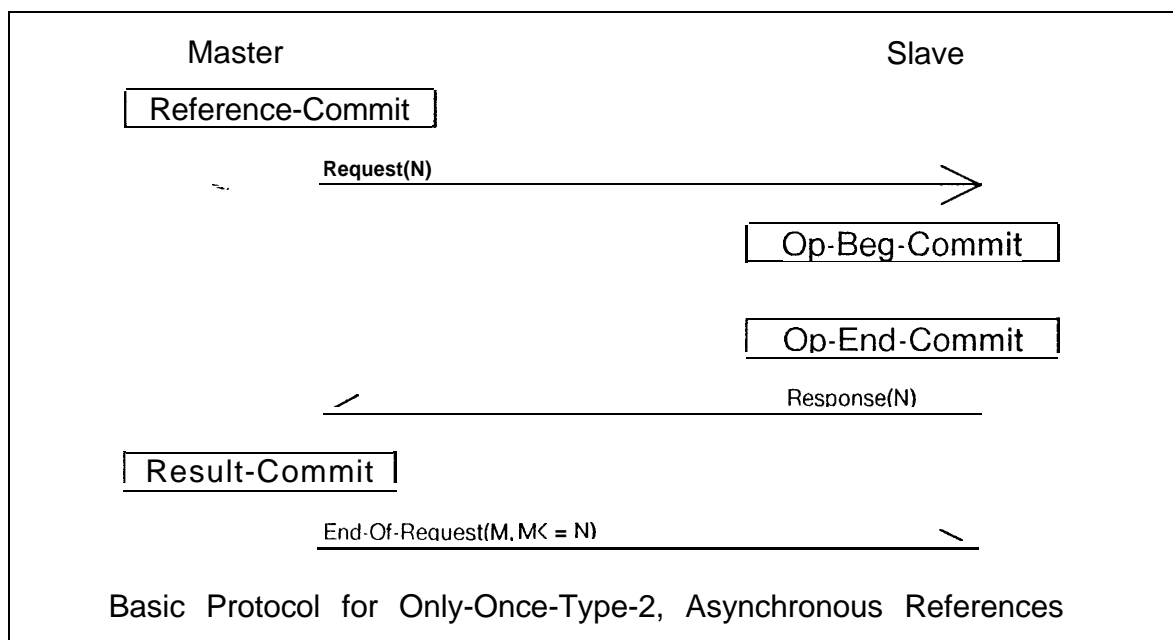 Master Slave
Reference-Commit
Request(N)
Op-Beg-Commit
Op-End-Commit
Response(N)
Result-Commit
End-Of-Request(M, M< = N)
Basic Protocol for Only-Once-Type-2, Asynchronous References